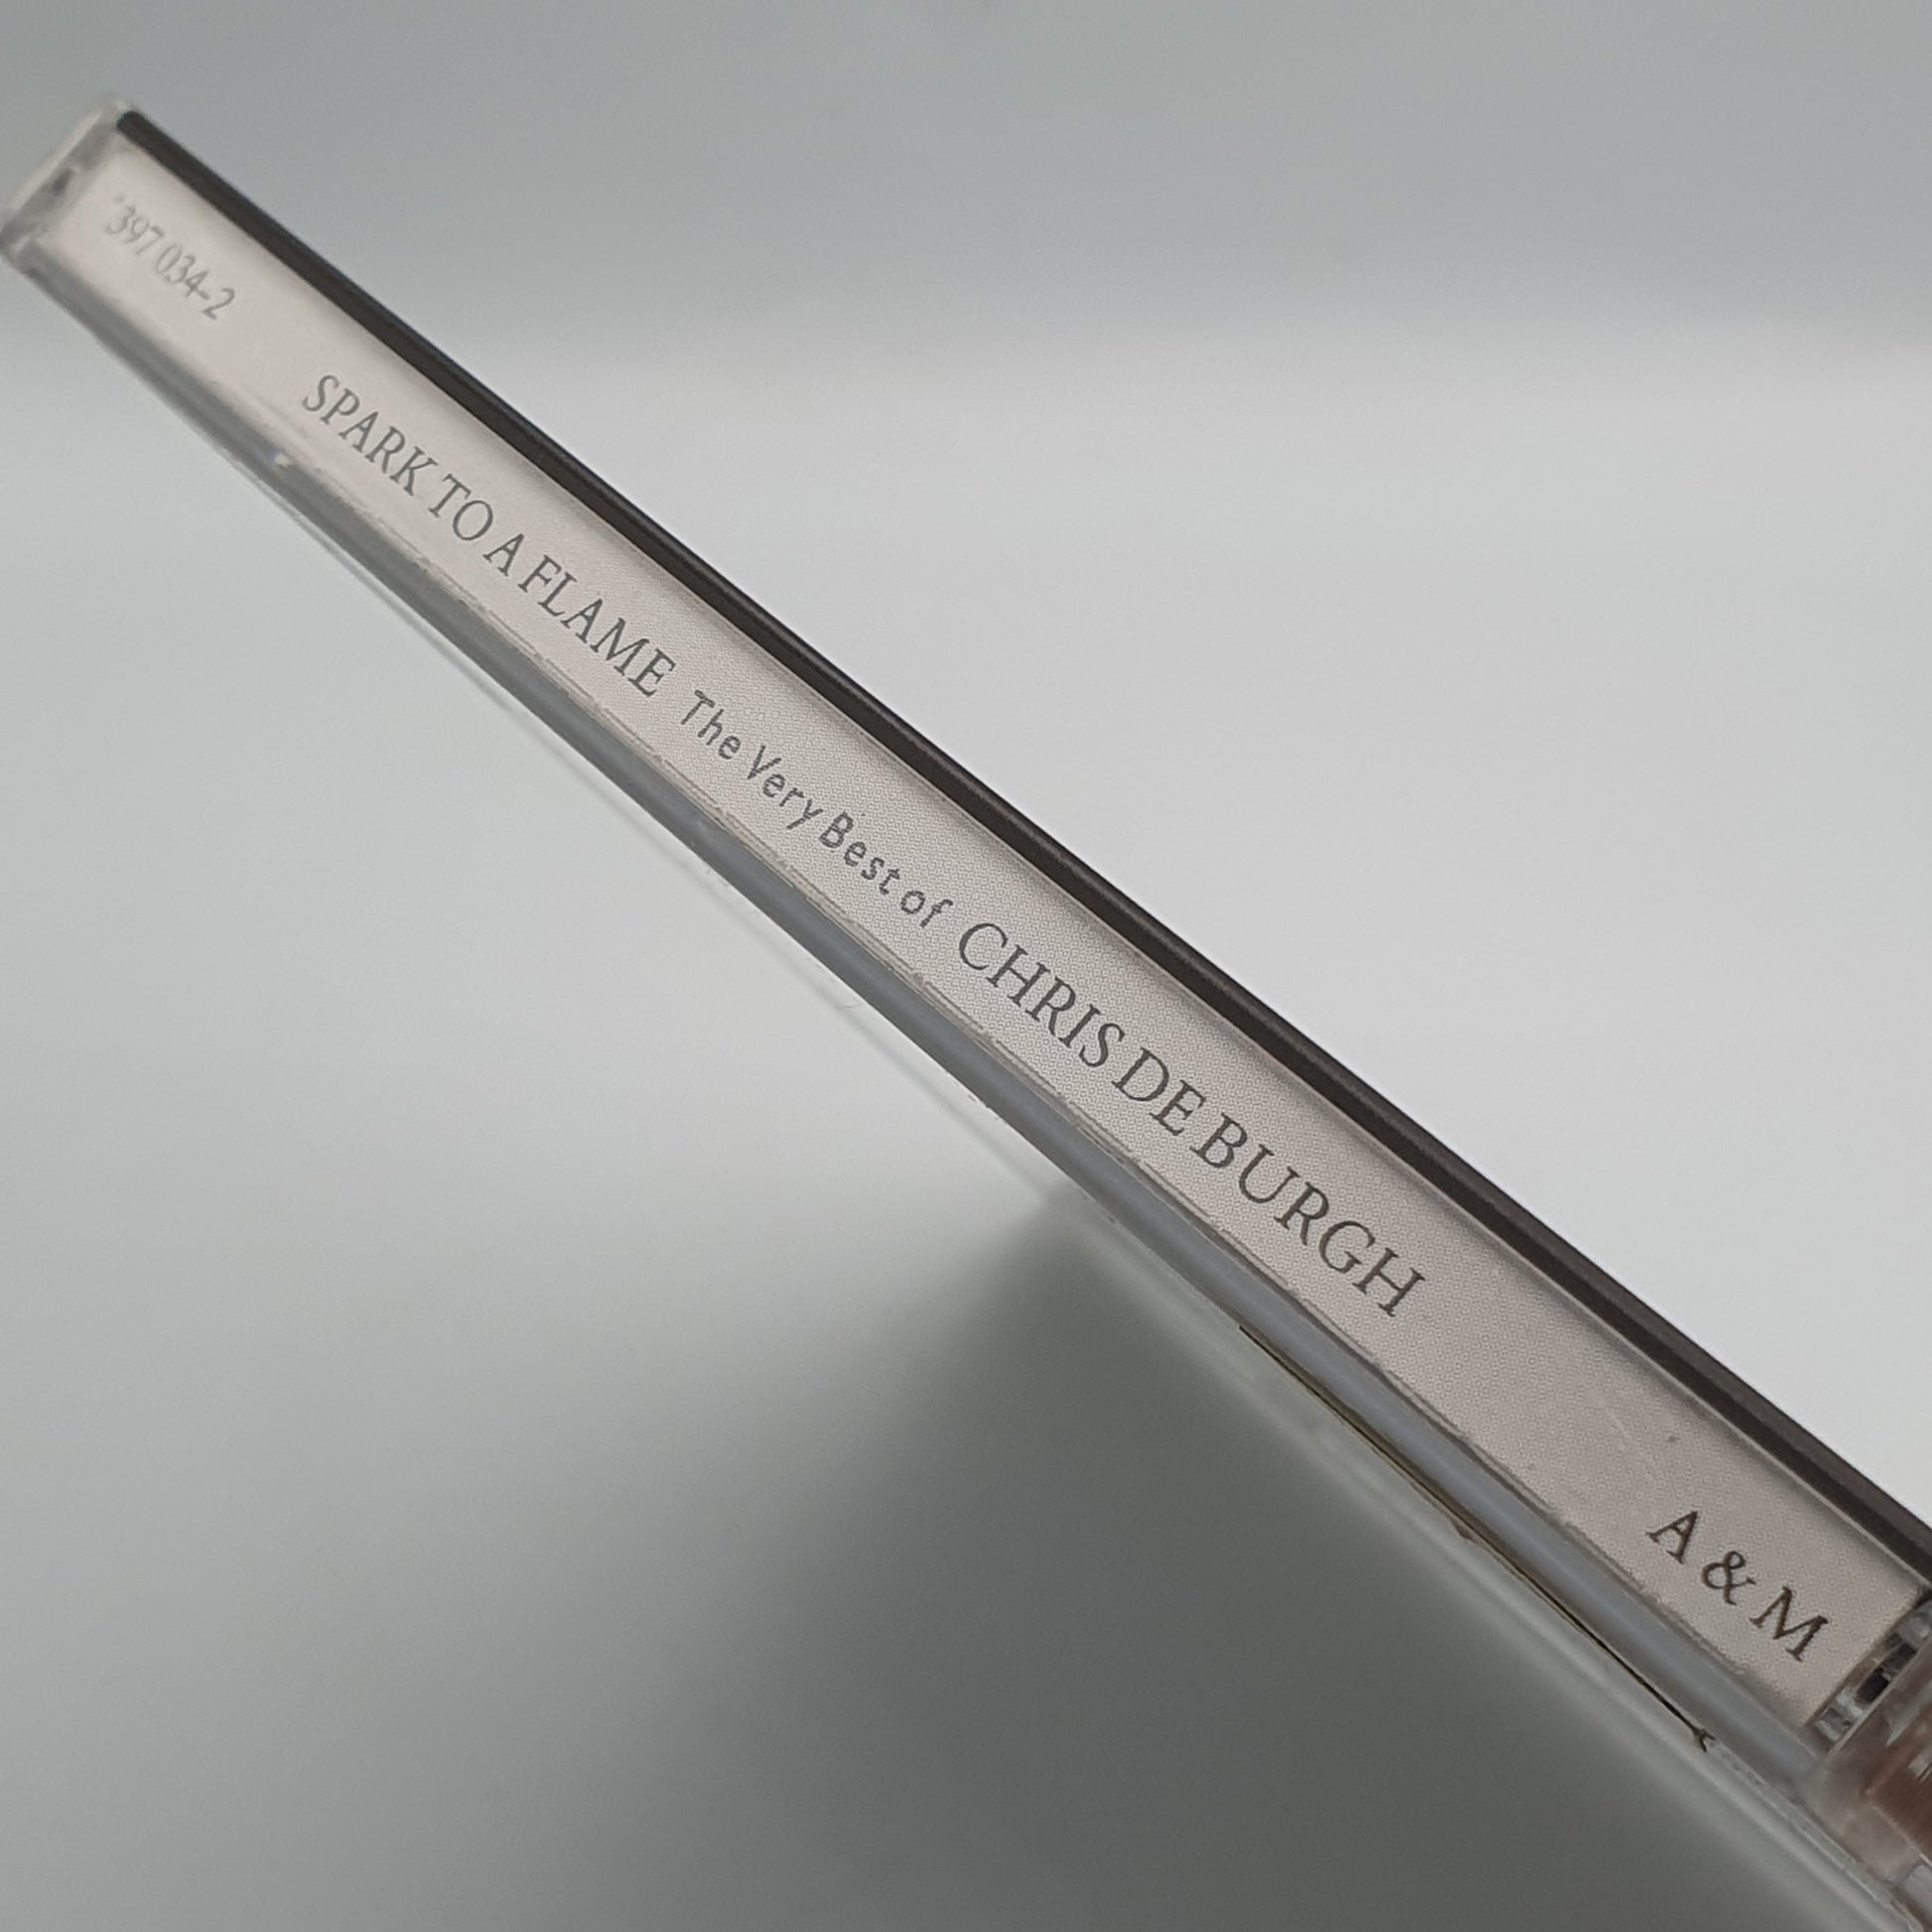 397 034-2 SPARK TO A FLAME The Very Best of CHRIS DE BURGH A & M